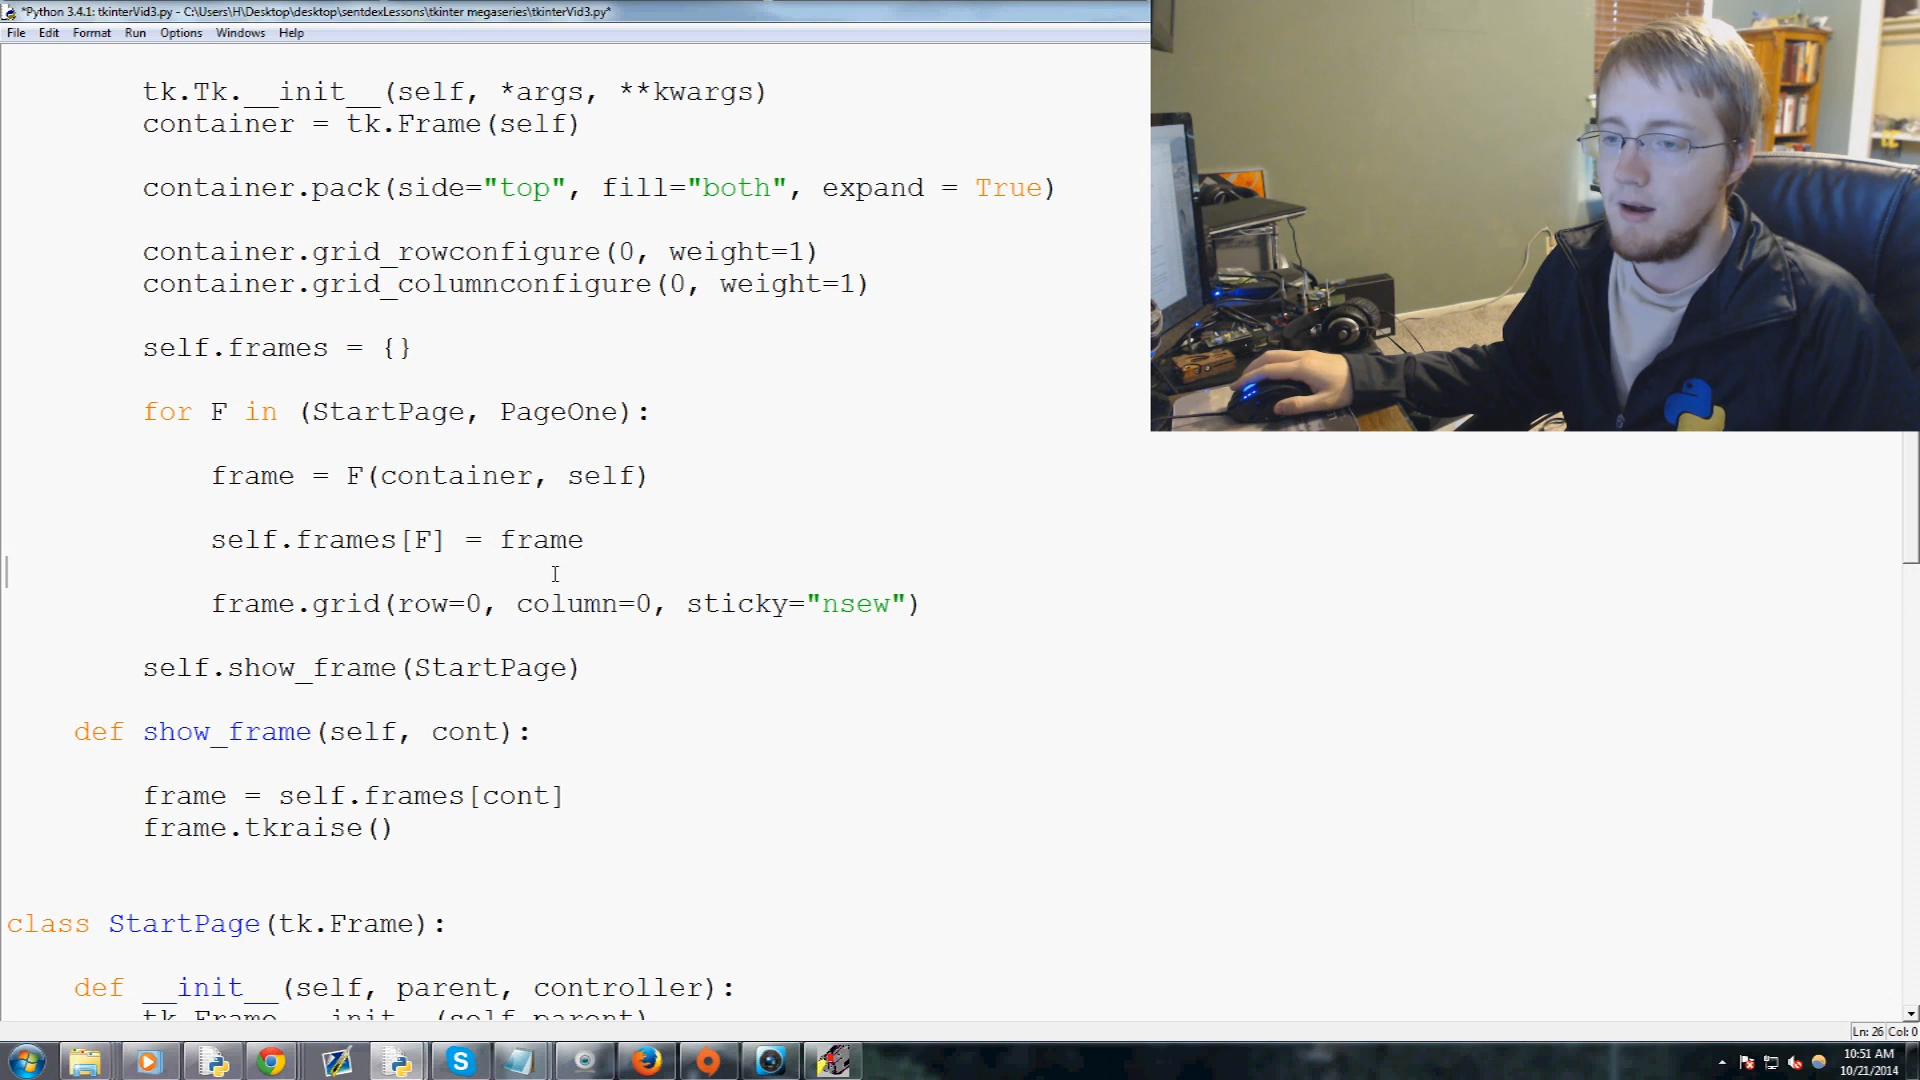 *Python 3.4.1: tkinterVid3.py - C:\Users\H\Desktop\desktop\sentdexLessons\tkinter megaseries\tkinterVid3.py*
File Edit Format Run Options Windows Help
tk.Tk.__init__(self, *args, **kwargs)
container = tk.Frame(self)
container.pack(side="top", fill="both", expand = True)
container.grid_rowconfigure(0, weight=1)
container.grid_columnconfigure(0, weight=1)
self.frames = {}
for F in (StartPage, PageOne):
frame = F(container, self)
self.frames[F] = frame
frame.grid(row=0, column=0, sticky="nsew")
self.show_frame(StartPage)
def show_frame(self, cont):
frame = self.frames[cont]
frame.tkraise()
class StartPage(tk.Frame):
def __init__(self, parent, controller):
tk.Frame.__init__(self,parent)
Ln: 26 Col: 0
10:51 AM
10/21/2014